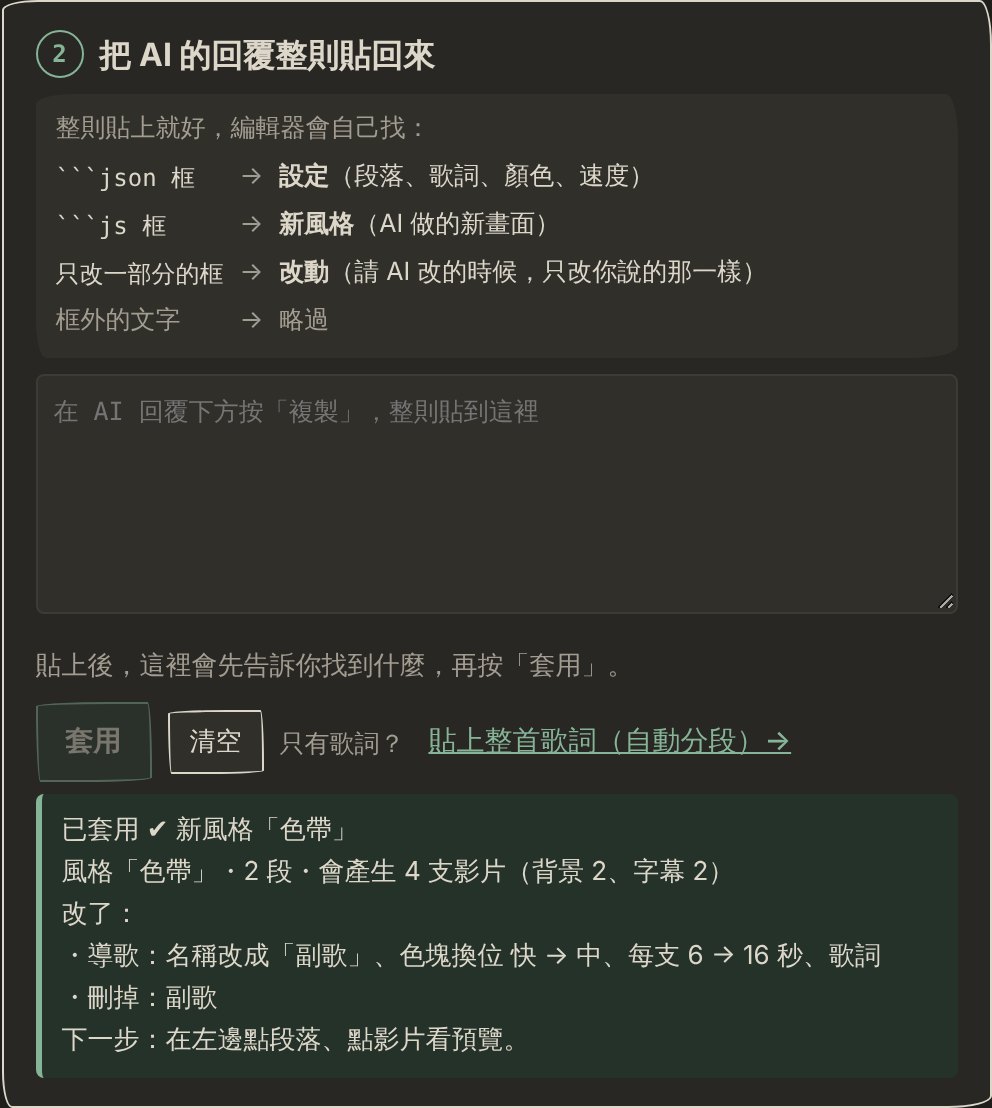 2 把 AI 的回覆整則貼回來
整則貼上就好，編輯器會自己找：
```json 框 → 設定（段落、歌詞、顏色、速度）
```js 框 → 新風格（AI 做的新畫面）
只改一部分的框 → 改動（請 AI 改的時候，只改你說的那一樣）
框外的文字 → 略過
在 AI 回覆下方按「複製」，整則貼到這裡
貼上後，這裡會先告訴你找到什麼，再按「套用」。
套用 清空 只有歌詞？ 貼上整首歌詞（自動分段）→
已套用 ✔ 新風格「色帶」
風格「色帶」・2 段・會產生 4 支影片（背景 2、字幕 2）
改了：
・導歌：名稱改成「副歌」、色塊換位 快 → 中、每支 6 → 16 秒、歌詞
・刪掉：副歌
下一步：在左邊點段落、點影片看預覽。